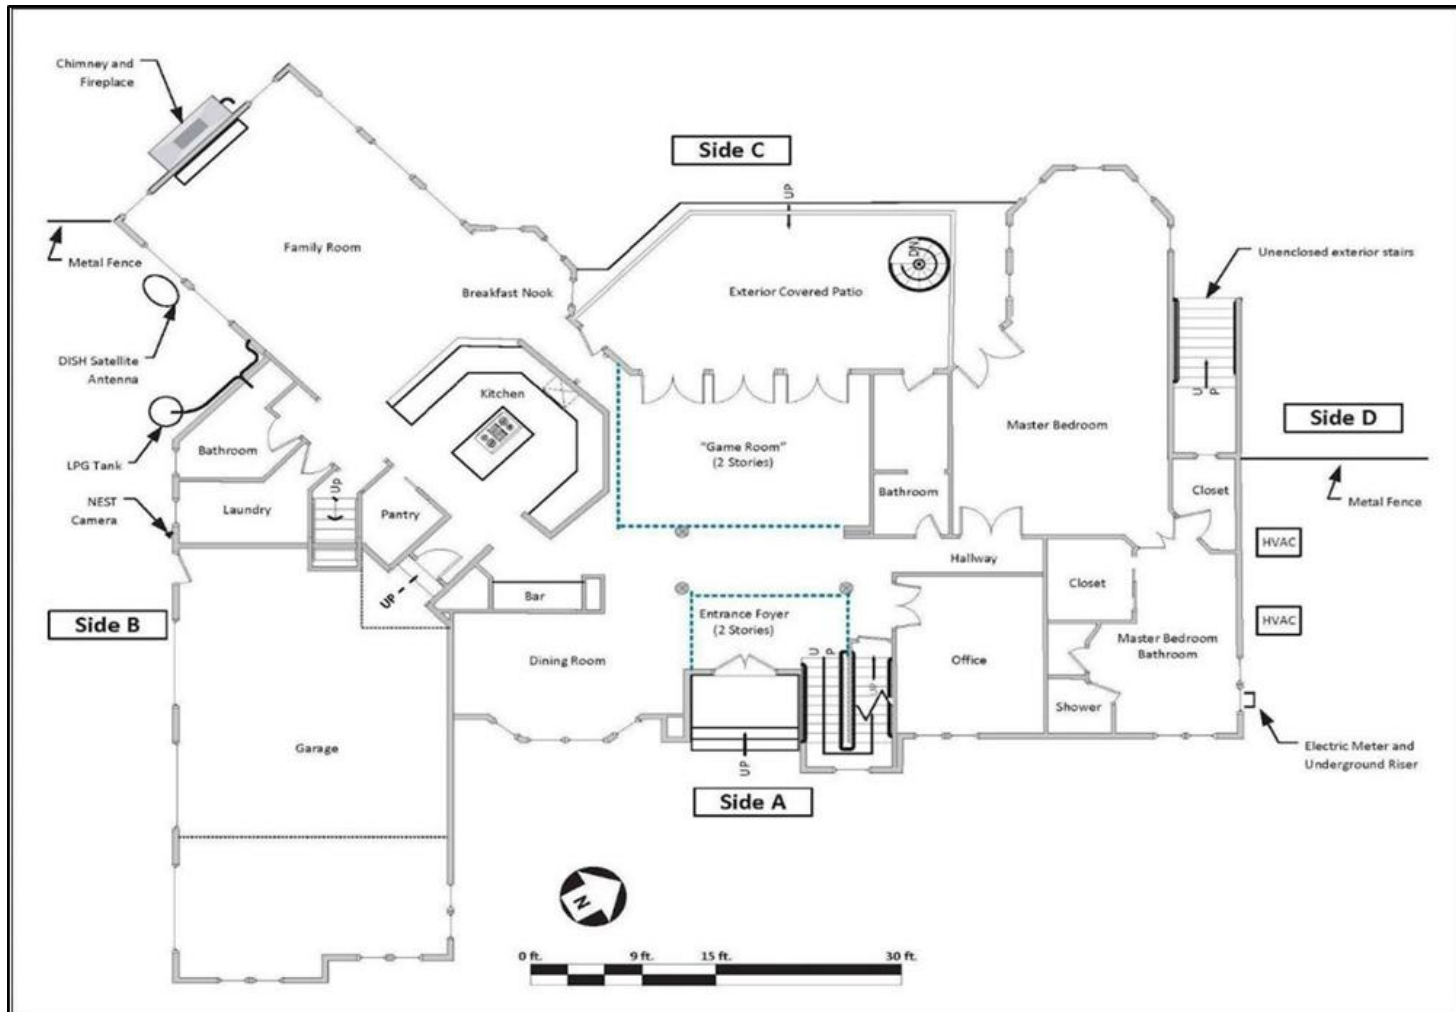 Chimney and
Fireplace
Side C
UP
Metal Fence
Family Room
DN
Unenclosed exterior stairs
Breakfast Nook
Exterior Covered Patio
DISH Satellite
Antenna
Kitchen
U
P
Side D
Master Bedroom
"Game Room"
(2 Stories)
Bathroom
LPG Tank
Metal Fence
NEST
Camera
Laundry
Up
Pantry
Bathroom
Closet
HVAC
Hallway
UP
Bar
Closet
Side B
Entrance Foyer
(2 Stories)
HVAC
Dining Room
U
P
UP
Office
Master Bedroom
Bathroom
Shower
Garage
UP
Electric Meter and
Underground Riser
Side A
N
0 ft.
9 ft.
15 ft.
30 ft.